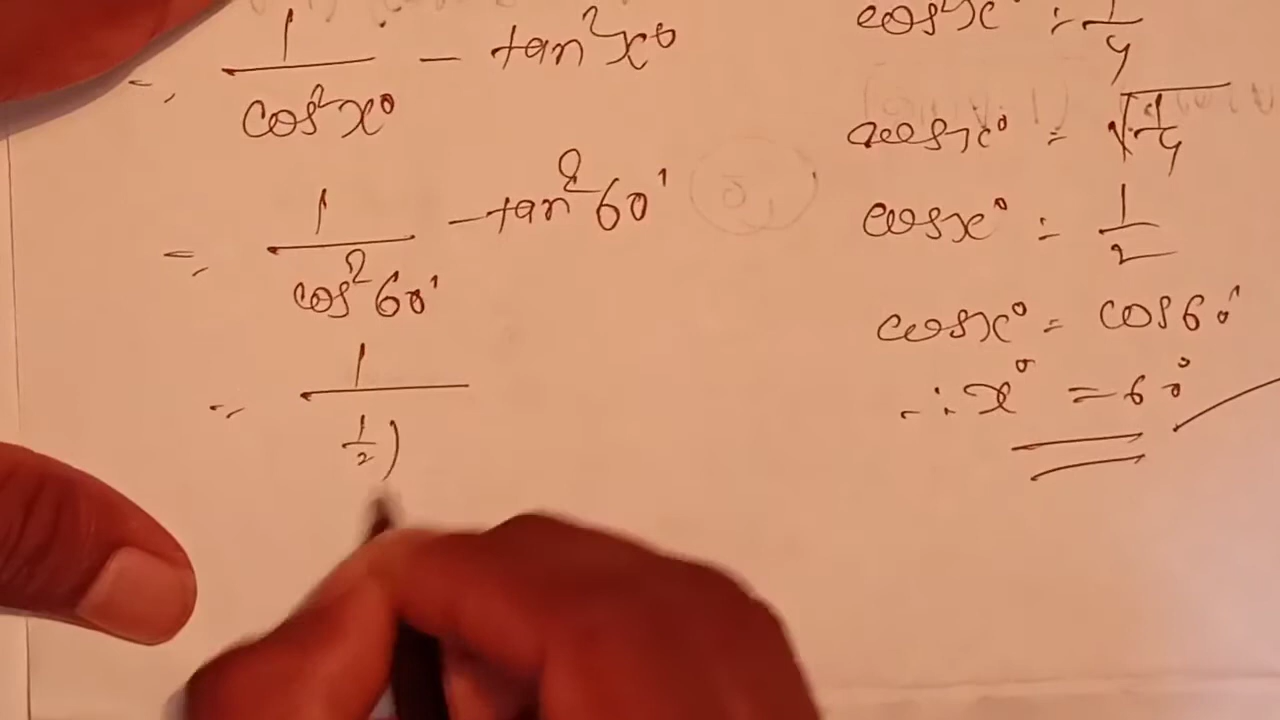 = 1/cos²x° - tan²x°
= 1/cos²60° - tan²60°
= 1/(1/2)
cos²x° = 1/4
cosx° = √1/4
cosx° = 1/2
cosx° = cos60°
∴ x° = 60°